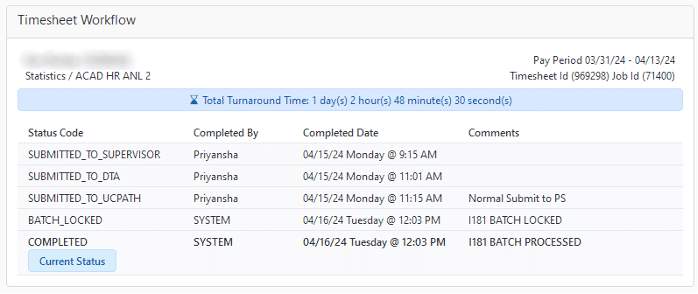 Timesheet Workflow
Pay Period 03/31/24 - 04/13/24
Statistics / ACAD HR ANL 2 Timesheet Id (969298) Job Id (71400)
Total Turnaround Time: 1 day(s) 2 hour(s) 48 minute(s) 30 second(s)
Status Code Completed By Completed Date Comments
SUBMITTED_TO_SUPERVISOR Priyansha 04/15/24 Monday @ 9:15 AM
SUBMITTED_TO_DTA Priyansha 04/15/24 Monday @ 11:01 AM
SUBMITTED_TO_UCPATH Priyansha 04/15/24 Monday @ 11:15 AM Normal Submit to PS
BATCH_LOCKED SYSTEM 04/16/24 Tuesday @ 12:03 PM I181 BATCH LOCKED
COMPLETED SYSTEM 04/16/24 Tuesday @ 12:03 PM I181 BATCH PROCESSED
Current Status